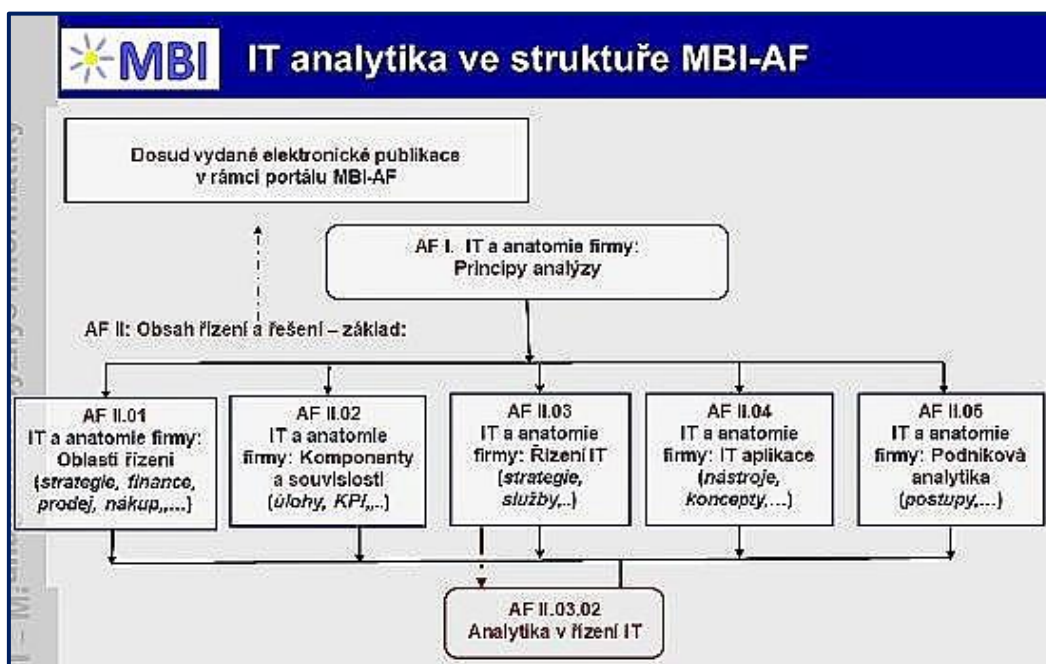 MBI
IT analytika ve struktuře MBI-AF
Dosud vydané elektronické publikace
v rámci portálu MBI-AF
AF I. IT a anatomie firmy:
Principy analýzy
AF II: Obsah řízení a řešení – základ:
AF II.01
IT a anatomie firmy:
Oblasti řízení
(strategie, finance,
prodej, nákup,,...)
AF II.02
IT a anatomie
firmy: Komponenty
a souvislosti
(úlohy, KPI,,..)
AF II.03
IT a anatomie
firmy: Řízení IT
(strategie,
služby,..)
AF II.04
IT a anatomie
firmy: IT aplikace
(nástroje,
koncepty,...)
AF II.05
IT a anatomie
firmy: Podniková
analytika
(postupy,...)
AF II.03.02
Analytika v řízení IT